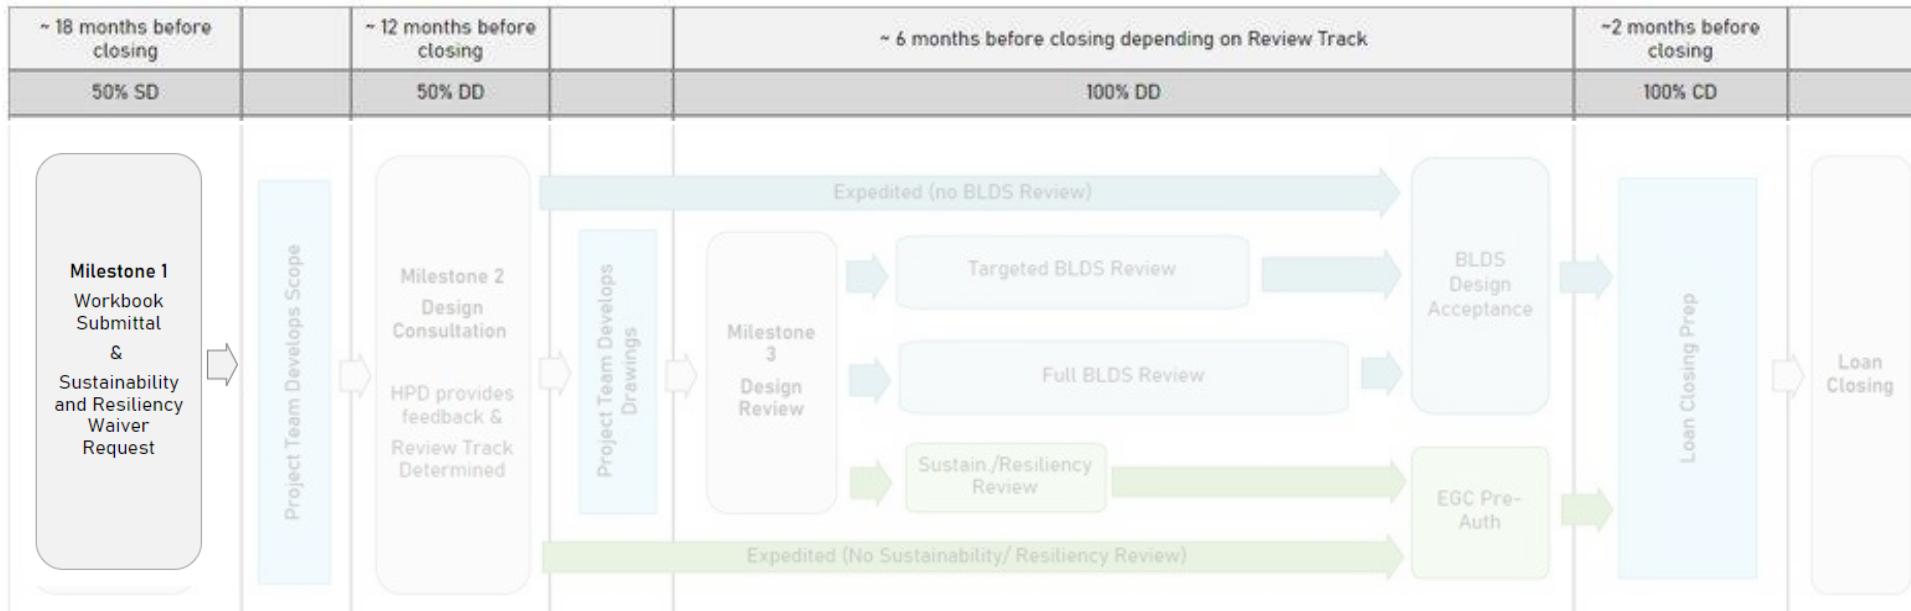 ~ 18 months before
closing
~ 12 months before
closing
~ 6 months before closing depending on Review Track
~2 months before
closing
50% SD
50% DD
100% DD
100% CD
Milestone 1
Workbook
Submittal
&
Sustainability
and Resiliency
Waiver
Request
Project Team Develops Scope
Milestone 2
Design
Consultation
HPD provides
feedback &
Review Track
Determined
Expedited (no BLDS Review)
Project Team Develops
Drawings
Milestone
3
Design
Review
Targeted BLDS Review
Full BLDS Review
Sustain./Resiliency
Review
Expedited (No Sustainability/ Resiliency Review)
BLDS
Design
Acceptance
EGC Pre-
Auth
Loan Closing Prep
Loan
Closing